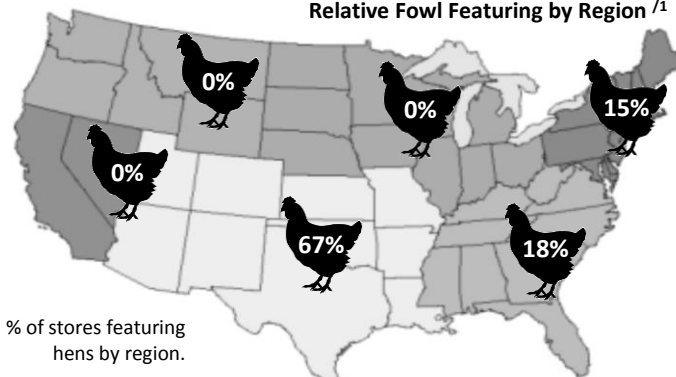 Relative Fowl Featuring by Region /1
0%
0%
15%
0%
67%
18%
% of stores featuring
hens by region.